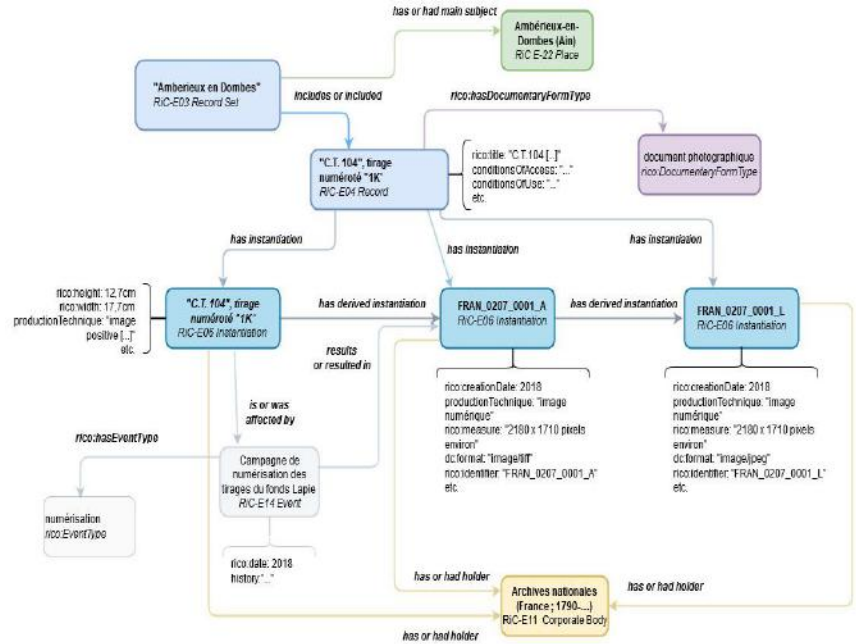 has or had main subject
Ambérieux-en-
Dombes (Ain)
RiC E-22 Place
"Amberieux en Dombes"
RiC-E03 Record Set
includes or included
rico:hasDocumentaryFormType
"C.T. 104", tirage
numéroté "1K"
RiC-E04 Record
rico:title: "C.T.104 [..]"
conditionsOfAccess: "..."
conditionsOfUse: "..."
etc.
document photographique
rico:DocumentaryFormType
has instantiation
has instantiation
has instantiation
rico:height: 12,7cm
rico:width: 17,7cm
productionTechnique: "image
positive [...]"
etc.
"C.T. 104", tirage
numéroté "1K"
RiC-E06 Instantiation
has derived instantiation
FRAN_0207_0001_A
RiC-E06 Instantiation
has derived instantiation
FRAN_0207_0001_L
RiC-E06 Instantiation
results
or resulted in
is or was
affected by
rico:creationDate: 2018
productionTechnique: "image
numérique"
rico:measure: "2180 x 1710 pixels
environ"
dc:format: "image/tiff"
rico:identifier: "FRAN_0207_0001_A"
etc.
rico:creationDate: 2018
productionTechnique: "image
numérique"
rico:measure: "2180 x 1710 pixels
environ"
dc:format: "image/jpeg"
rico:identifier: "FRAN_0207_0001_L"
etc.
rico:hasEventType
Campagne de
numérisation des
tirages du fonds Lapie
RIC-E14 Event
numérisation
rico:EventType
rico:date: 2018
history:"..."
has or had holder
has or had holder
Archives nationales
(France ; 1790-...)
RiC-E11 Corporate Body
has or had holder